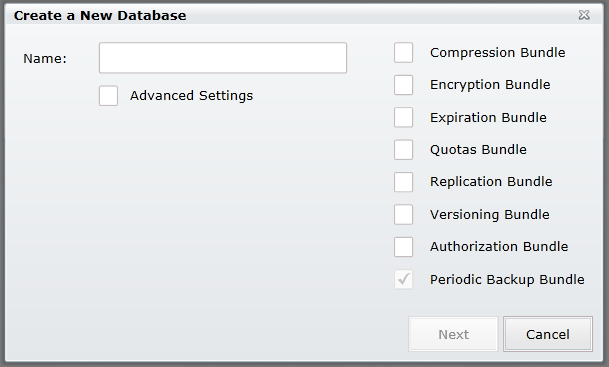 Create a New Database
Name:
Advanced Settings
Compression Bundle
Encryption Bundle
Expiration Bundle
Quotas Bundle
Replication Bundle
Versioning Bundle
Authorization Bundle
Periodic Backup Bundle
Next
Cancel